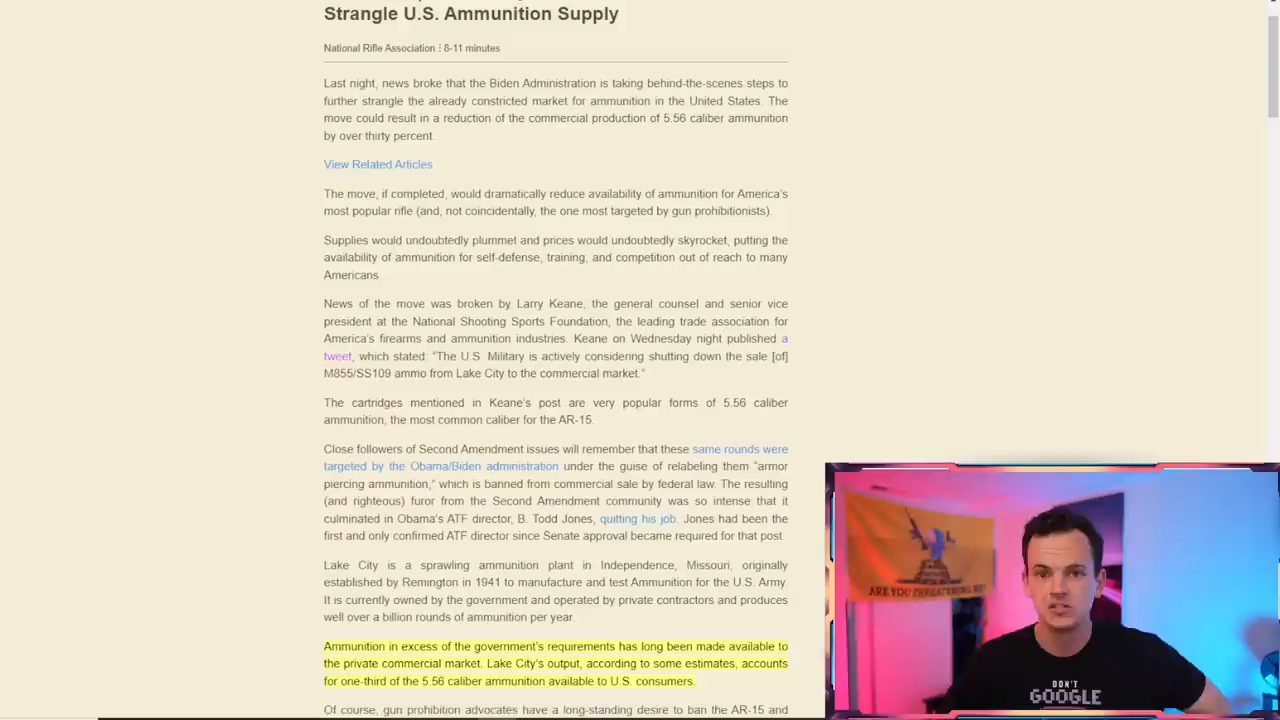 Strangle U.S. Ammunition Supply
National Rifle Association ⋮ 8-11 minutes
Last night, news broke that the Biden Administration is taking behind-the-scenes steps to
further strangle the already constricted market for ammunition in the United States. The
move could result in a reduction of the commercial production of 5.56 caliber ammunition
by over thirty percent.
View Related Articles
The move, if completed, would dramatically reduce availability of ammunition for America's
most popular rifle (and, not coincidentally, the one most targeted by gun prohibitionists).
Supplies would undoubtedly plummet and prices would undoubtedly skyrocket, putting the
availability of ammunition for self-defense, training, and competition out of reach to many
Americans.
News of the move was broken by Larry Keane, the general counsel and senior vice
president at the National Shooting Sports Foundation, the leading trade association for
America's firearms and ammunition industries. Keane on Wednesday night published a
tweet, which stated: "The U.S. Military is actively considering shutting down the sale [of]
M855/SS109 ammo from Lake City to the commercial market."
The cartridges mentioned in Keane's post are very popular forms of 5.56 caliber
ammunition, the most common caliber for the AR-15.
Close followers of Second Amendment issues will remember that these same rounds were
targeted by the Obama/Biden administration under the guise of relabeling them "armor
piercing ammunition," which is banned from commercial sale by federal law. The resulting
(and righteous) furor from the Second Amendment community was so intense that it
culminated in Obama's ATF director, B. Todd Jones, quitting his job. Jones had been the
first and only confirmed ATF director since Senate approval became required for that post.
Lake City is a sprawling ammunition plant in Independence, Missouri, originally
established by Remington in 1941 to manufacture and test Ammunition for the U.S. Army.
It is currently owned by the government and operated by private contractors and produces
well over a billion rounds of ammunition per year.
Ammunition in excess of the government's requirements has long been made available to
the private commercial market. Lake City's output, according to some estimates, accounts
for one-third of the 5.56 caliber ammunition available to U.S. consumers.
Of course, gun prohibition advocates have a long-standing desire to ban the AR-15 and
ARE YOU THREATENING ME?
DON'T
GOOGLE